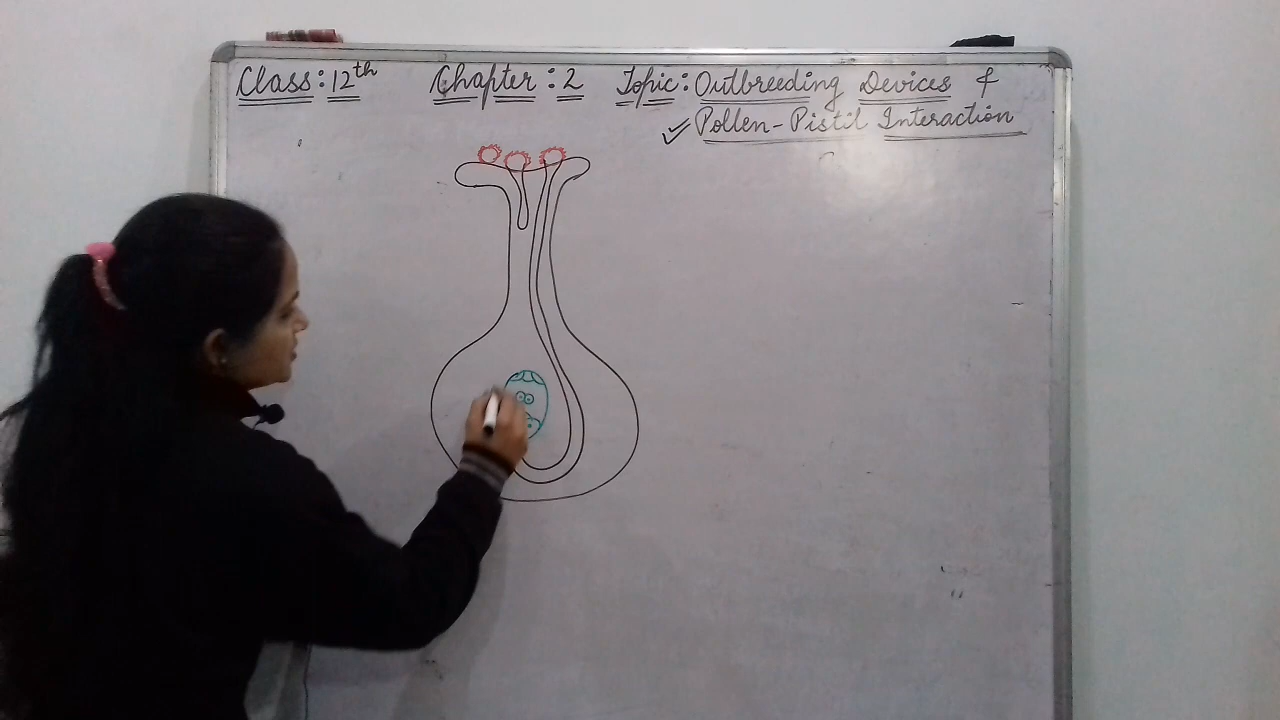 Class: 12th Chapter: 2 Topic: Outbreeding Devices &
Pollen-Pistil Interaction